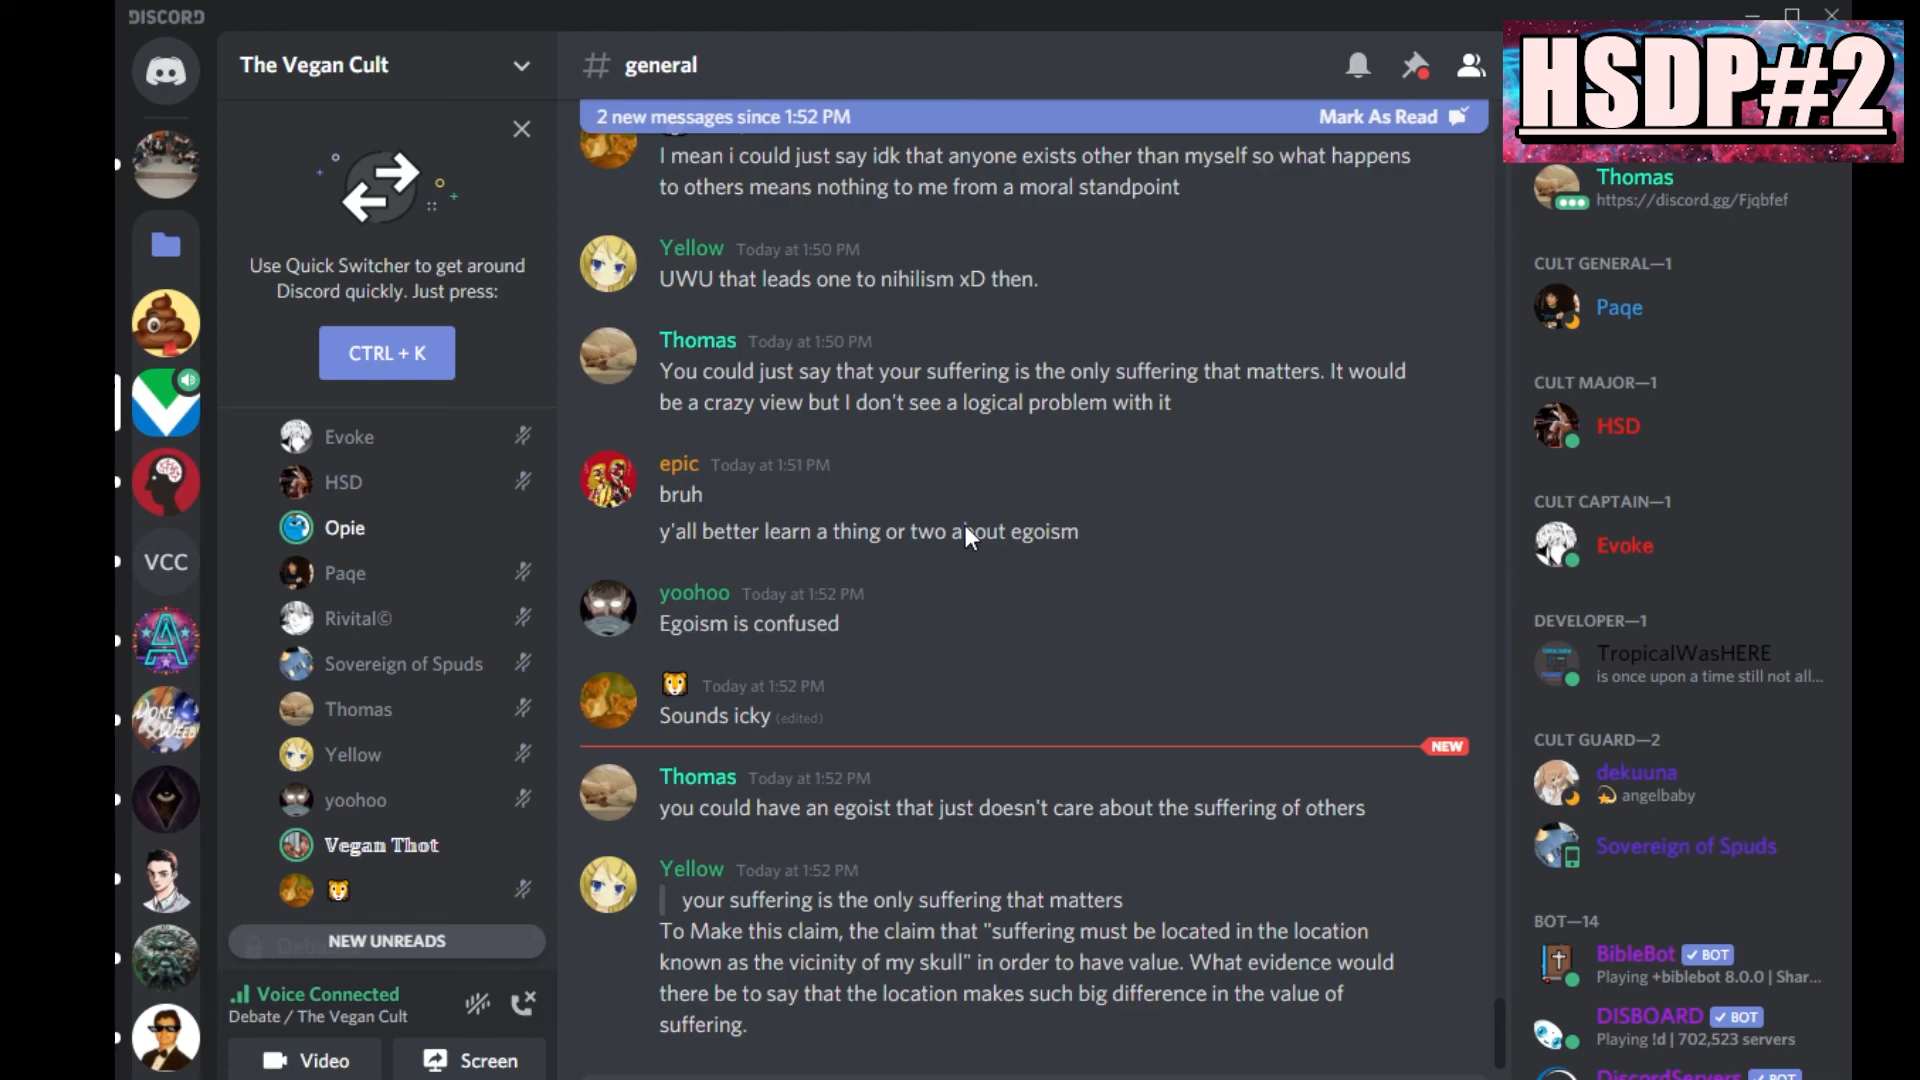 DISCORD
The Vegan Cult
Use Quick Switcher to get around
Discord quickly. Just press:
CTRL + K
VCC
Evoke
HSD
Opie
Paqe
Rivital©
Sovereign of Spuds
Thomas
Yellow
yoohoo
Vegan Thot
NEW UNREADS
Voice Connected
Debate / The Vegan Cult
Video
Screen
# general
2 new messages since 1:52 PM
Mark As Read
I mean i could just say idk that anyone exists other than myself so what happens
to others means nothing to me from a moral standpoint
Yellow Today at 1:50 PM
UWU that leads one to nihilism xD then.
Thomas Today at 1:50 PM
You could just say that your suffering is the only suffering that matters. It would
be a crazy view but I don't see a logical problem with it
epic Today at 1:51 PM
bruh
y'all better learn a thing or two about egoism
yoohoo Today at 1:52 PM
Egoism is confused
Today at 1:52 PM
Sounds icky (edited)
NEW
Thomas Today at 1:52 PM
you could have an egoist that just doesn't care about the suffering of others
Yellow Today at 1:52 PM
your suffering is the only suffering that matters
To Make this claim, the claim that "suffering must be located in the location
known as the vicinity of my skull" in order to have value. What evidence would
there be to say that the location makes such big difference in the value of
suffering.
HSDP#2
Thomas
https://discord.gg/Fjqbfef
CULT GENERAL—1
Paqe
CULT MAJOR—1
HSD
CULT CAPTAIN—1
Evoke
DEVELOPER—1
TropicalWasHERE
is once upon a time still not all...
CULT GUARD—2
dekuuna
angelbaby
Sovereign of Spuds
BOT—14
BibleBot BOT
Playing +biblebot 8.0.0 | Shar...
DISBOARD BOT
Playing !d | 702,523 servers
DiscordServers BOT